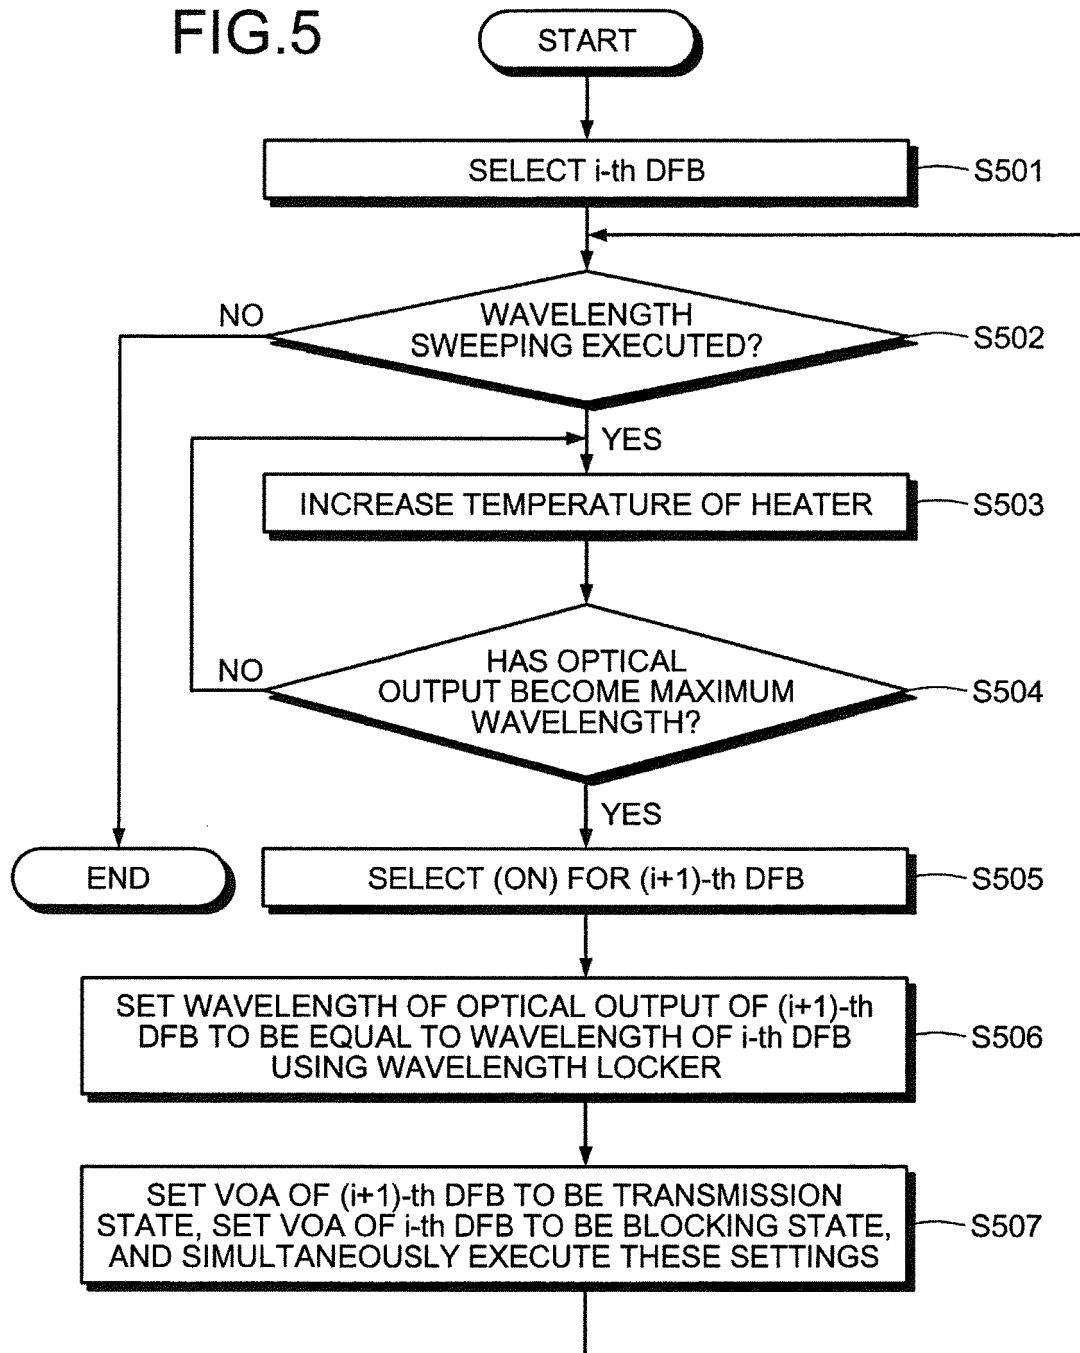 FIG.5
START
SELECT i-th DFB
S501
WAVELENGTH
SWEEPING EXECUTED?
S502
NO
YES
INCREASE TEMPERATURE OF HEATER
S503
HAS OPTICAL
OUTPUT BECOME MAXIMUM
WAVELENGTH?
S504
NO
YES
END
SELECT (ON) FOR (i+1)-th DFB
S505
SET WAVELENGTH OF OPTICAL OUTPUT OF (i+1)-th
DFB TO BE EQUAL TO WAVELENGTH OF i-th DFB
USING WAVELENGTH LOCKER
S506
SET VOA OF (i+1)-th DFB TO BE TRANSMISSION
STATE, SET VOA OF i-th DFB TO BE BLOCKING STATE,
AND SIMULTANEOUSLY EXECUTE THESE SETTINGS
S507